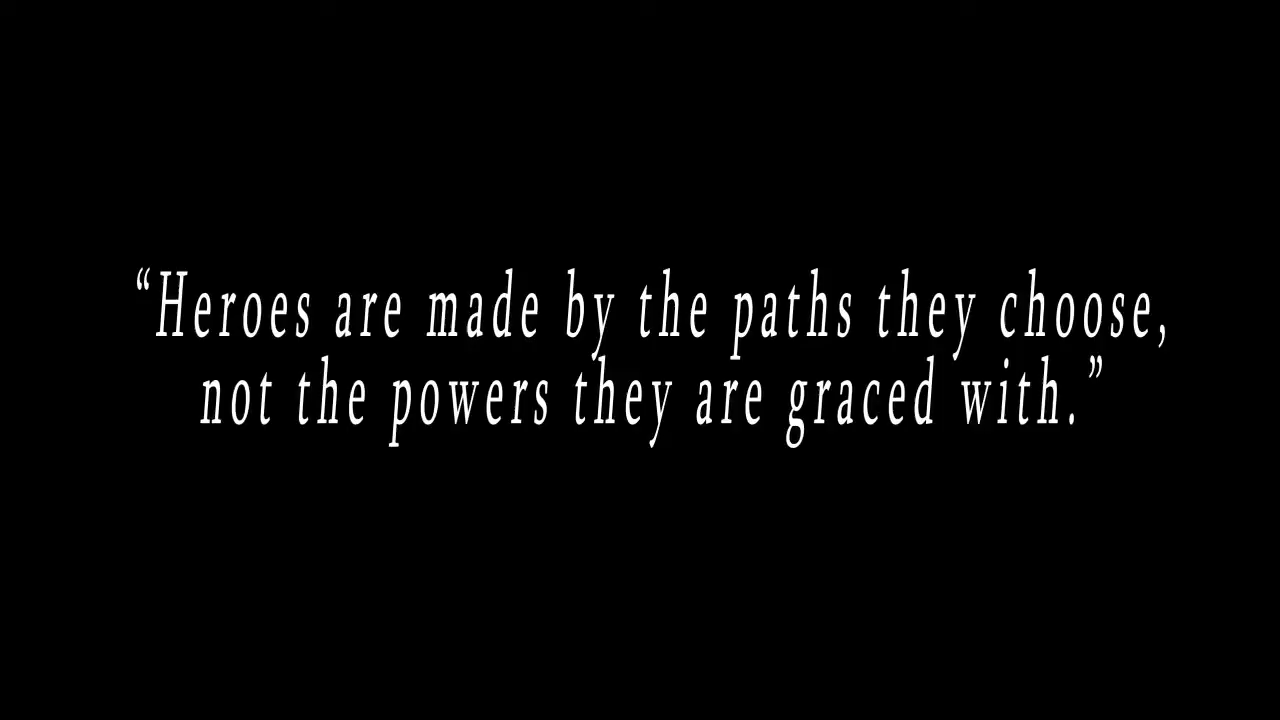 “Heroes are made by the paths they choose,
not the powers they are graced with.”